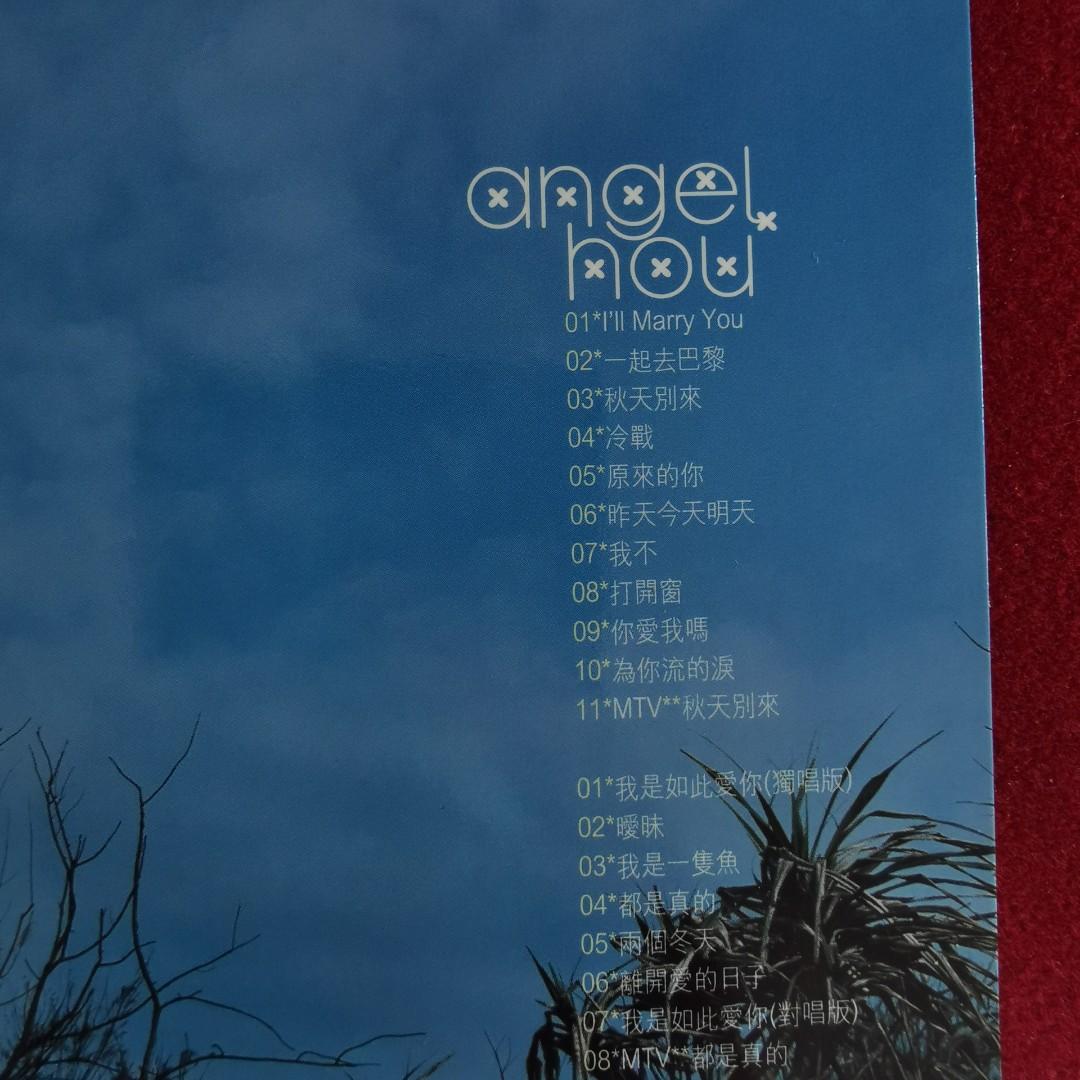 angel
hou
01*I'll Marry You
02*一起去巴黎
03*秋天別來
04*冷戰
05*原來的你
06*昨天今天明天
07*我不
08*打開窗
09*你愛我嗎
10*為你流的淚
11*MTV**秋天別來
01*我是如此愛你(獨唱版)
02*曖昧
03*我是一隻魚
04*都是真的
05*兩個冬天
06*離開愛的日子
07*我是如此愛你(對唱版)
08*MTV**都是真的